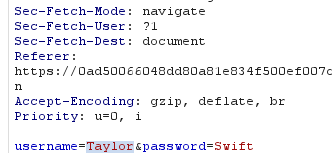 Sec-Fetch-Mode: navigate
Sec-Fetch-User: ?1
Sec-Fetch-Dest: document
Referer:
https://0ad50066048dd80a81e834f500ef007c
n
Accept-Encoding: gzip, deflate, br
Priority: u=0, i
username=Taylor&password=Swift